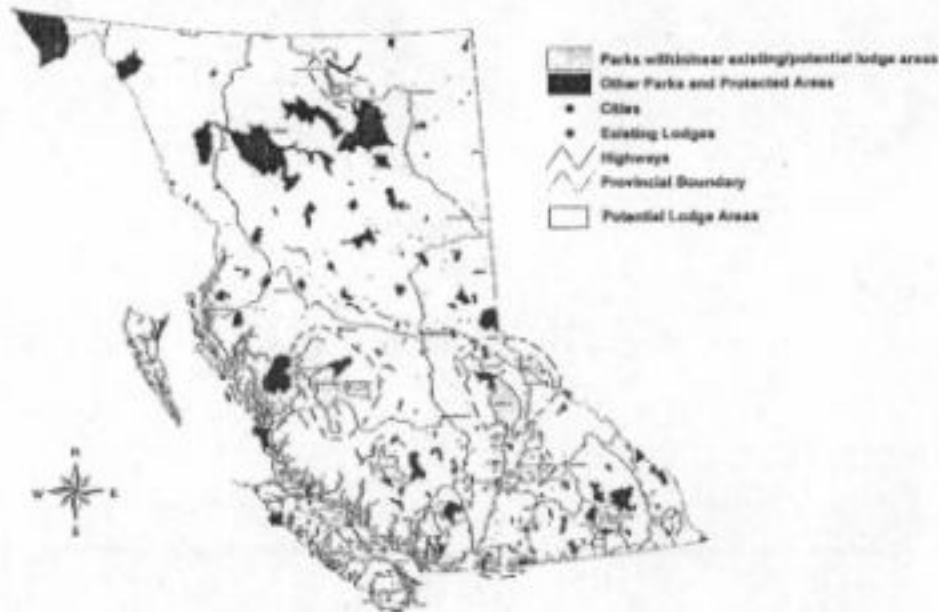 Parks within/near existing/potential lodge areas
Other Parks and Protected Areas
Cities
Existing Lodges
Highways
Provincial Boundary
Potential Lodge Areas
N
W E
S